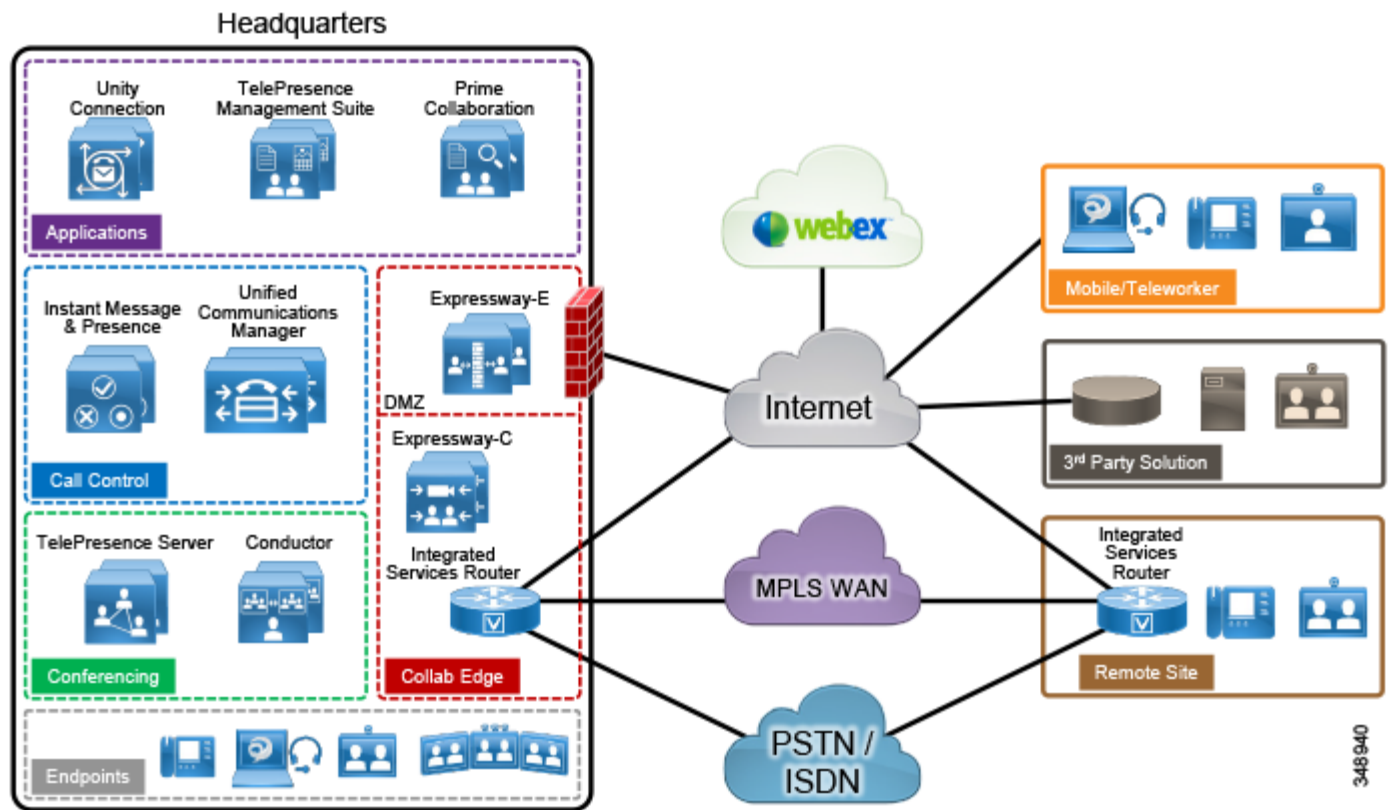 Headquarters
Unity
Connection
TelePresence
Management Suite
Prime
Collaboration
Applications
Instant Message
& Presence
Unified
Communications
Manager
Call Control
Expressway-E
DMZ
Expressway-C
Integrated
Services Router
Collab Edge
TelePresence Server
Conductor
Conferencing
Endpoints
webex
Internet
MPLS WAN
PSTN /
ISDN
Mobile/Teleworker
3rd Party Solution
Integrated
Services
Router
Remote Site
348940